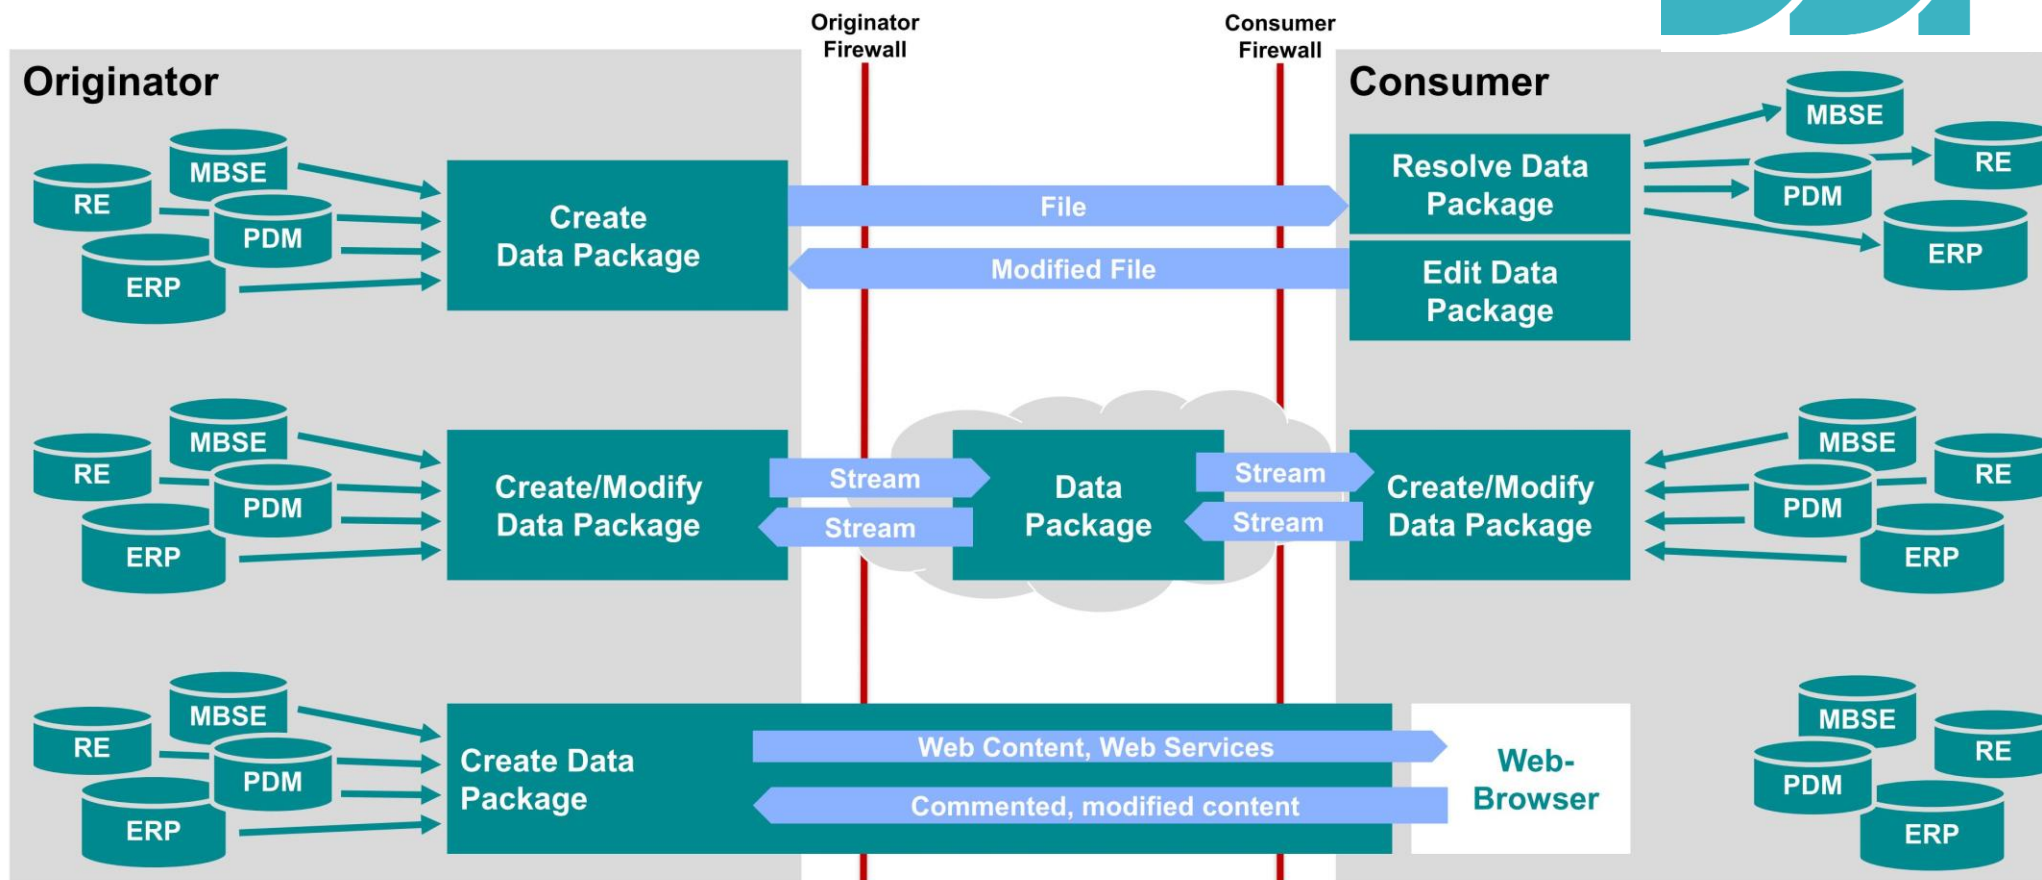 Originator
Firewall
Consumer
Firewall
Originator
Consumer
MBSE
RE
PDM
ERP
Create
Data Package
File
Modified File
Resolve Data
Package
Edit Data
Package
MBSE
RE
PDM
ERP
MBSE
RE
PDM
ERP
Create/Modify
Data Package
Stream
Stream
Data
Package
Stream
Stream
Create/Modify
Data Package
MBSE
RE
PDM
ERP
MBSE
RE
PDM
ERP
Create Data
Package
Web Content, Web Services
Commented, modified content
Web-
Browser
MBSE
RE
PDM
ERP